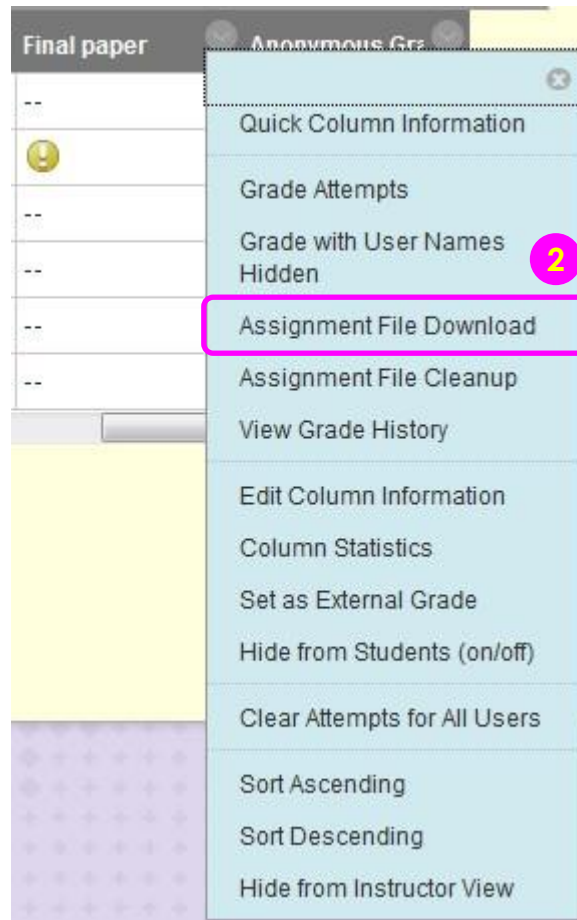 Final paper Anonymous Gra
--
--
--
--
--
Quick Column Information
Grade Attempts
Grade with User Names
Hidden
2
Assignment File Download
Assignment File Cleanup
View Grade History
Edit Column Information
Column Statistics
Set as External Grade
Hide from Students (on/off)
Clear Attempts for All Users
Sort Ascending
Sort Descending
Hide from Instructor View